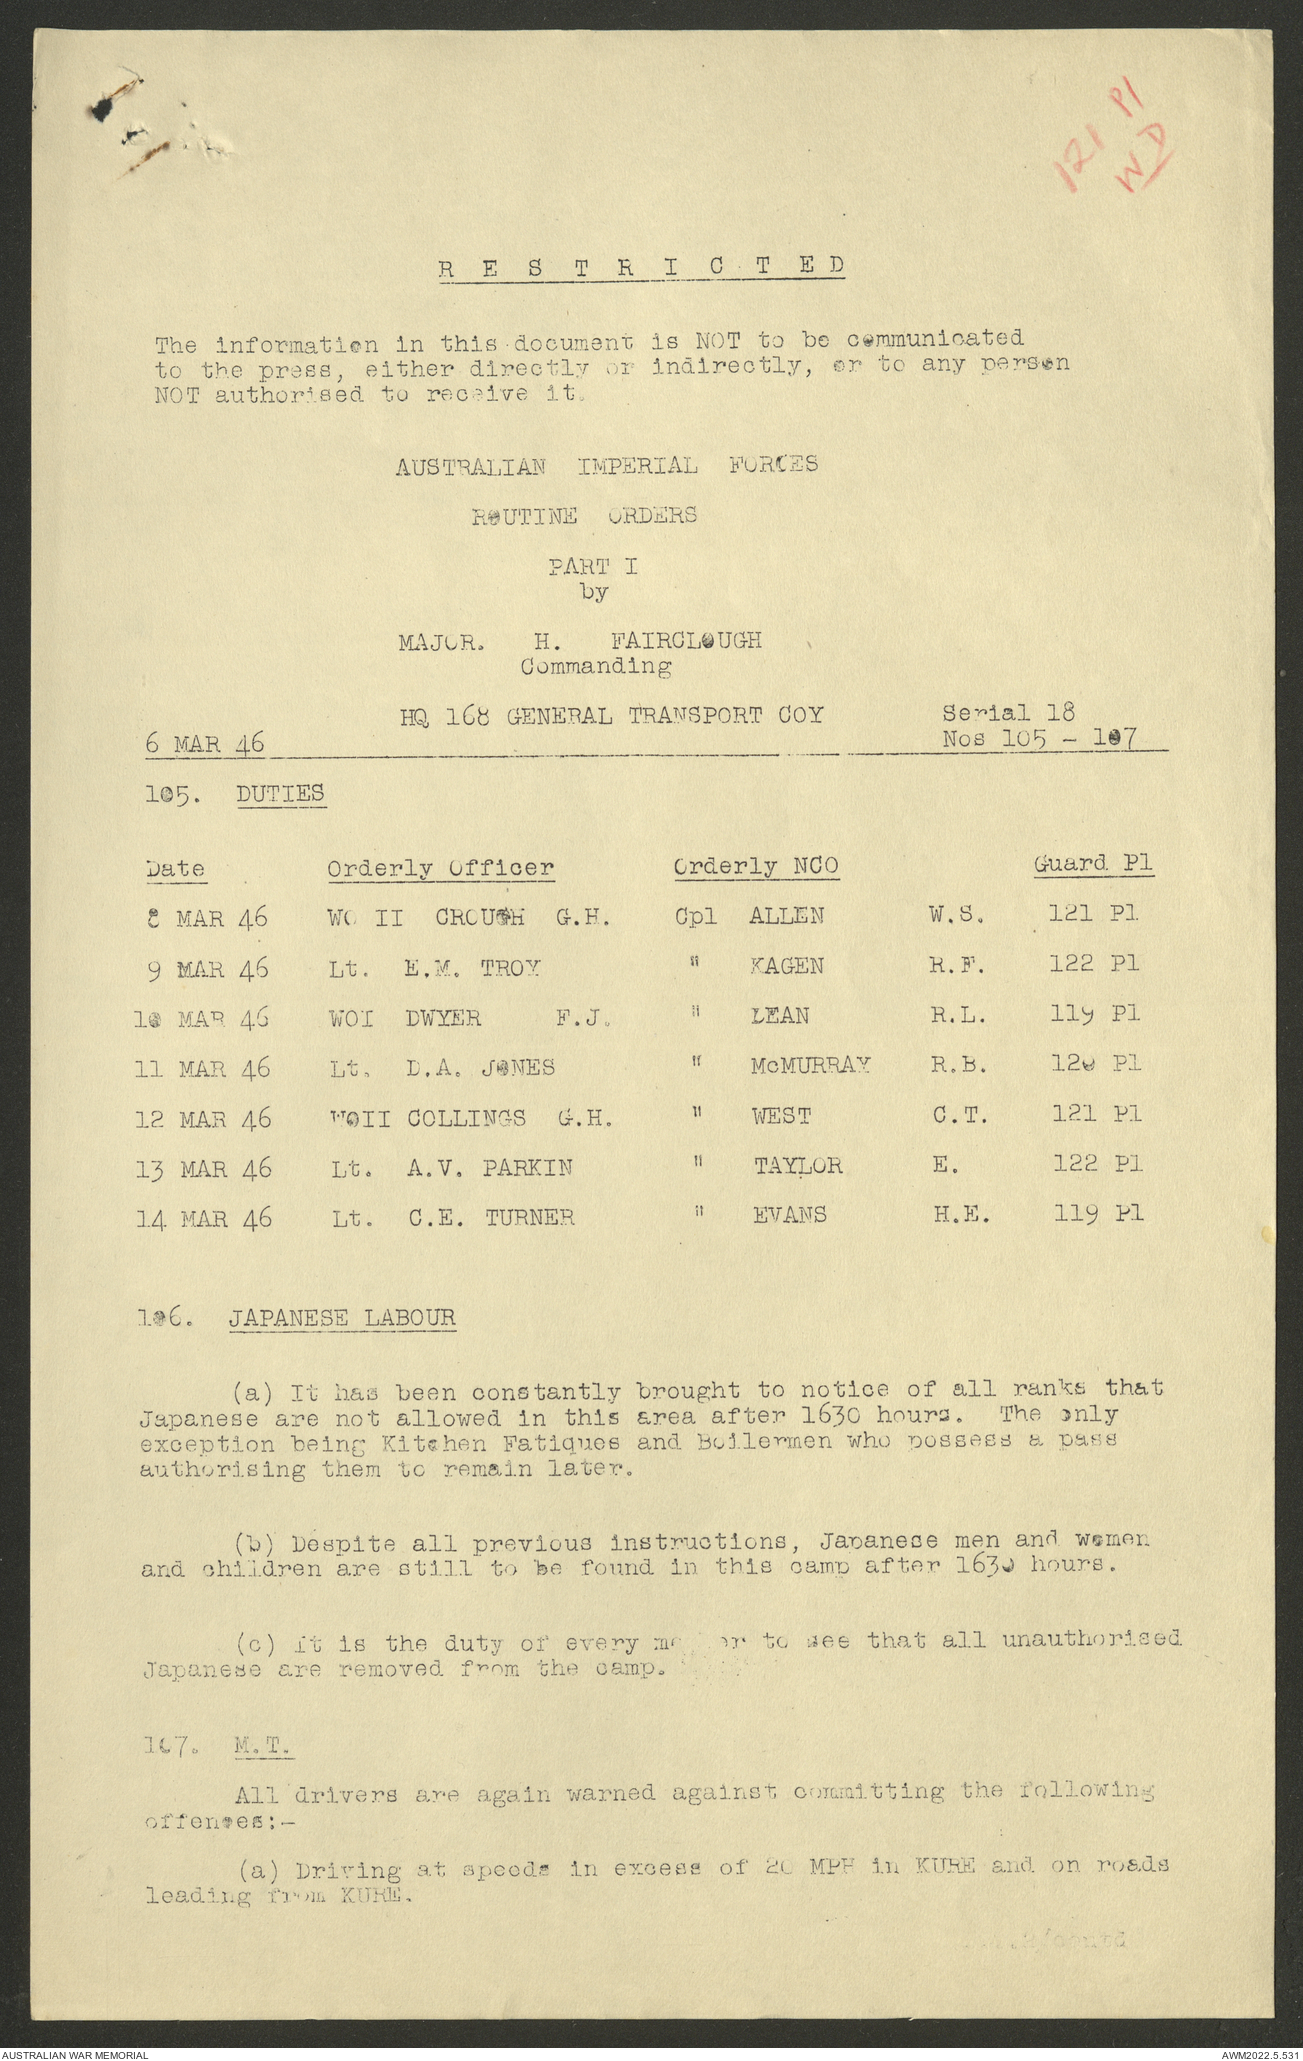 121 Pl
WD
R E S T R I C T E D
The information in this document is NOT to be communicated
to the press, either directly or indirectly, or to any person
NOT authorised to receive it.
AUSTRALIAN IMPERIAL FORCES
ROUTINE ORDERS
PART I
by
MAJOR. H. FAIRCLOUGH
Commanding
HQ 168 GENERAL TRANSPORT COY Serial 18
6 MAR 46 Nos 105 - 107
105. DUTIES
Date Orderly Officer Orderly NCO Guard Pl
8 MAR 46 WO II CROUCH G.H. Cpl ALLEN W.S. 121 Pl
9 MAR 46 Lt. E.M. TROY " KAGEN R.F. 122 Pl
10 MAR 46 WOI DWYER F.J. " LEAN R.L. 119 Pl
11 MAR 46 Lt. D.A. JONES " McMURRAY R.B. 120 Pl
12 MAR 46 WOII COLLINGS G.H. " WEST C.T. 121 Pl
13 MAR 46 Lt. A.V. PARKIN " TAYLOR E. 122 Pl
14 MAR 46 Lt. C.E. TURNER " EVANS H.E. 119 Pl
106. JAPANESE LABOUR
(a) It has been constantly brought to notice of all ranks that
Japanese are not allowed in this area after 1630 hours. The only
exception being Kitchen Fatiques and Boilermen who possess a pass
authorising them to remain later.
(b) Despite all previous instructions, Japanese men and women
and children are still to be found in this camp after 1630 hours.
(c) It is the duty of every to see that all unauthorised
Japanese are removed from the camp.
107. M.T.
All drivers are again warned against committing the following
offences:-
(a) Driving at speeds in excess of 20 MPH in KURE and on roads
leading from KURE.
AUSTRALIAN WAR MEMORIAL AWM2022.5.531